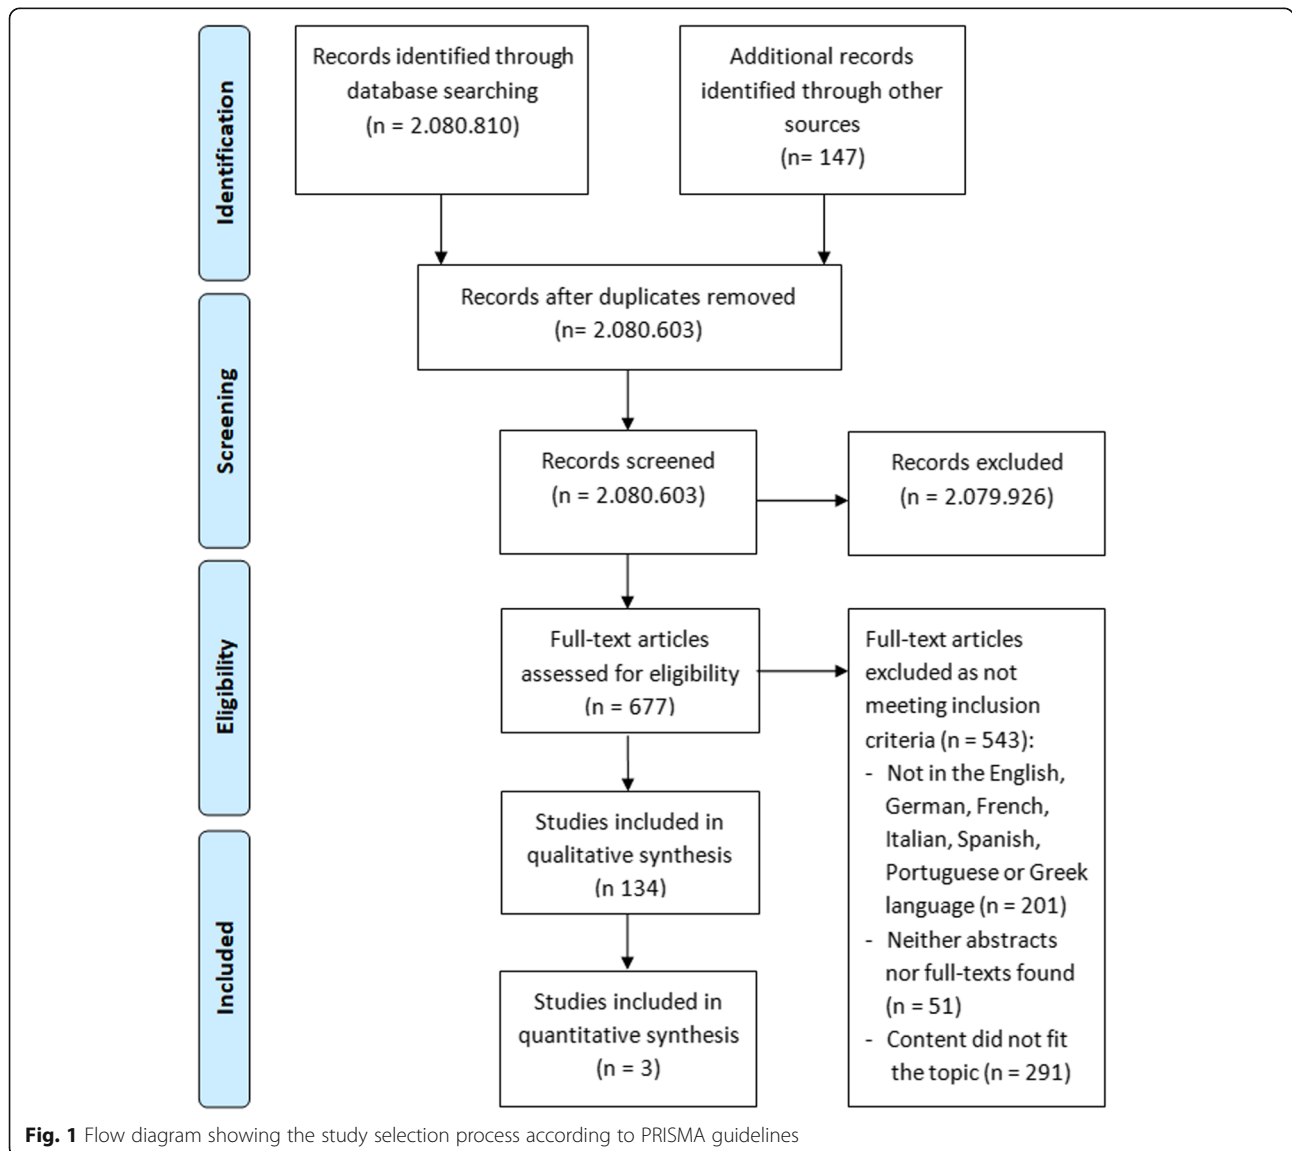 Identification
Records identified through
database searching
(n = 2.080.810)
Additional records
identified through other
sources
(n= 147)
Records after duplicates removed
(n= 2.080.603)
Screening
Records screened
(n = 2.080.603)
Records excluded
(n = 2.079.926)
Eligibility
Full-text articles
assessed for eligibility
(n = 677)
Full-text articles
excluded as not
meeting inclusion
criteria (n = 543):
- Not in the English,
German, French,
Italian, Spanish,
Portuguese or Greek
language (n = 201)
- Neither abstracts
nor full-texts found
(n = 51)
- Content did not fit
the topic (n = 291)
Studies included in
qualitative synthesis
(n 134)
Included
Studies included in
quantitative synthesis
(n = 3)
Fig. 1 Flow diagram showing the study selection process according to PRISMA guidelines